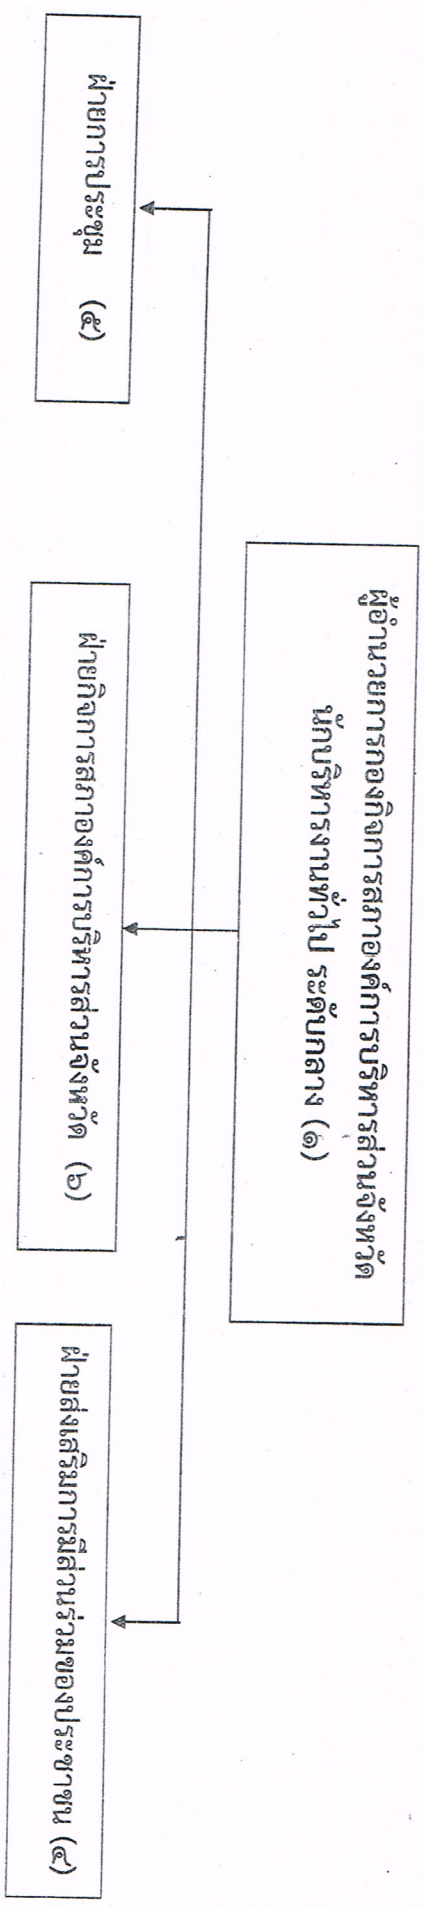 ผู้อำนวยการกองกิจการสภาองค์การบริหารส่วนจังหวัด
นักบริหารงานทั่วไป ระดับกลาง (๑)
ฝ่ายการประชุม (๕)
ฝ่ายกิจการสภาองค์การบริหารส่วนจังหวัด (๖)
ฝ่ายส่งเสริมการมีส่วนร่วมของประชาชน (๔)